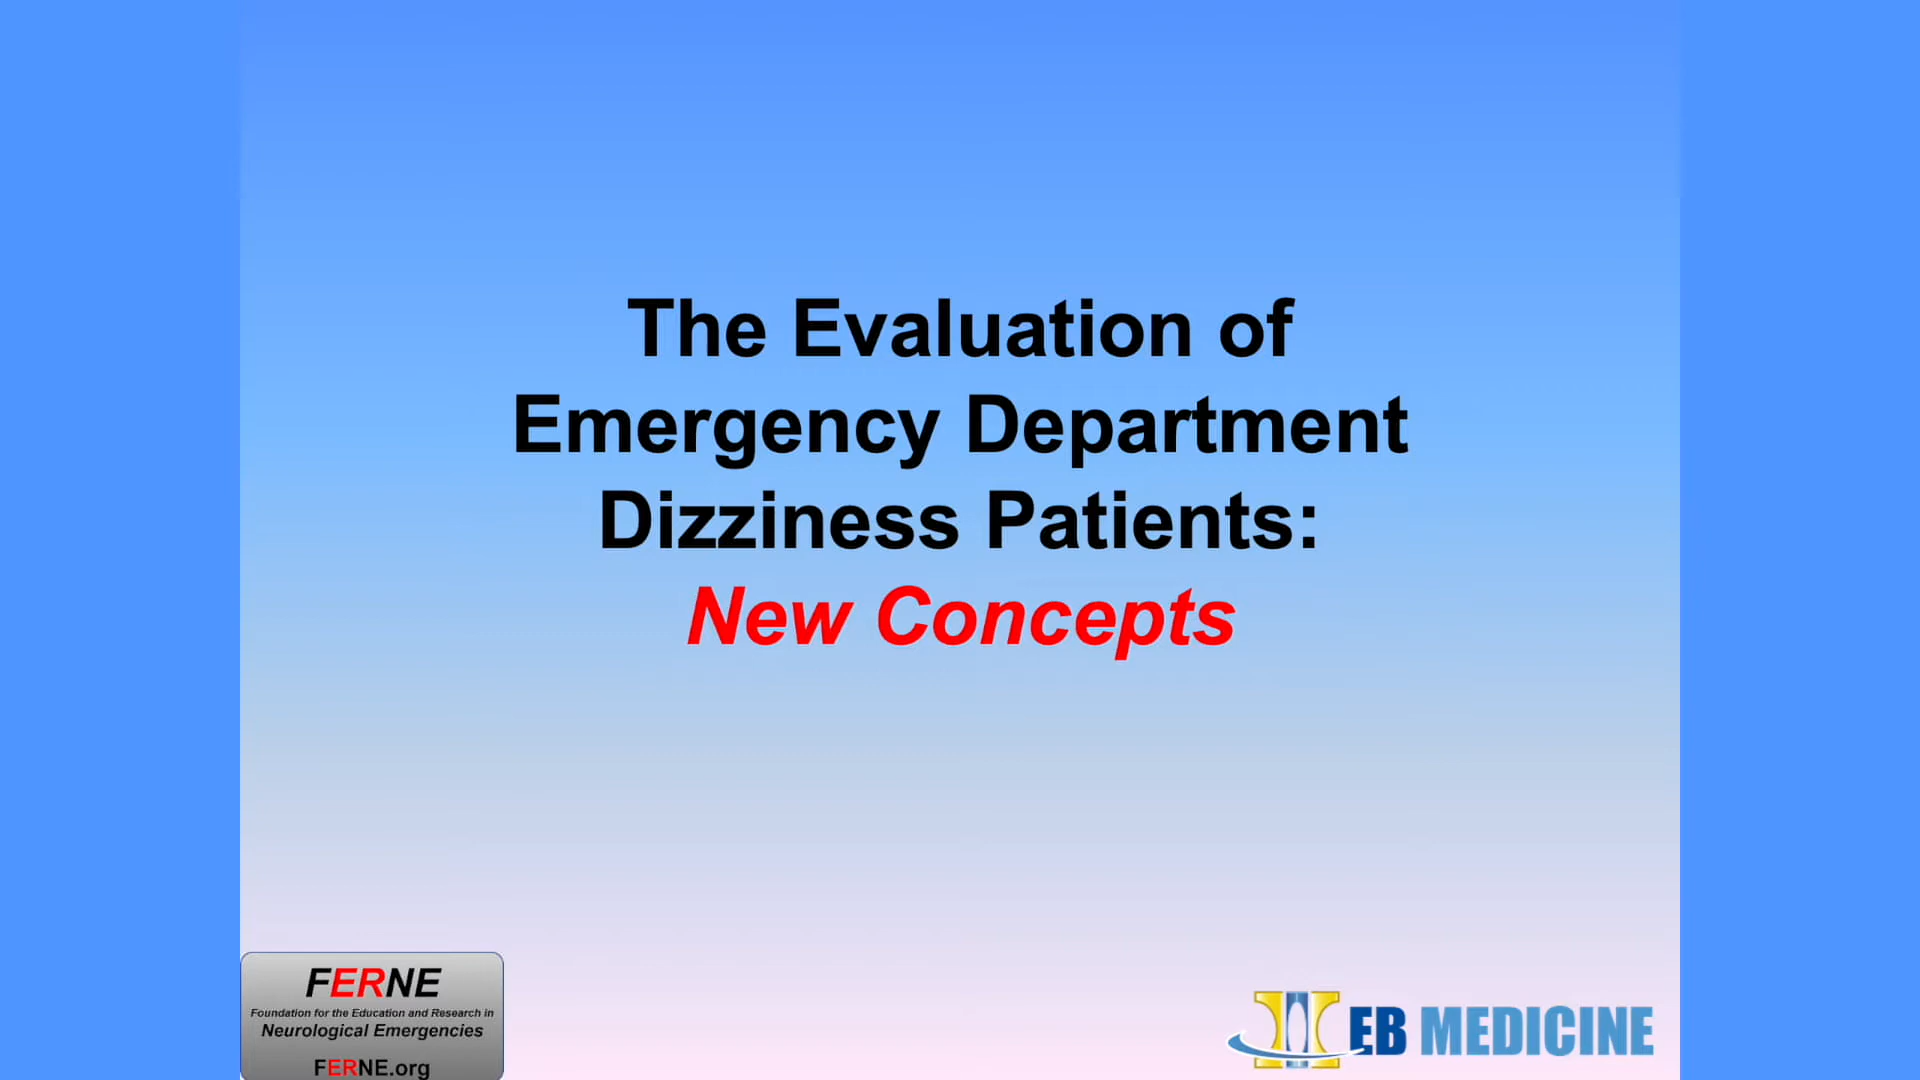 The Evaluation of
Emergency Department
Dizziness Patients:
New Concepts
FERNE
Foundation for the Education and Research in
Neurological Emergencies
FERNE.org
EB MEDICINE